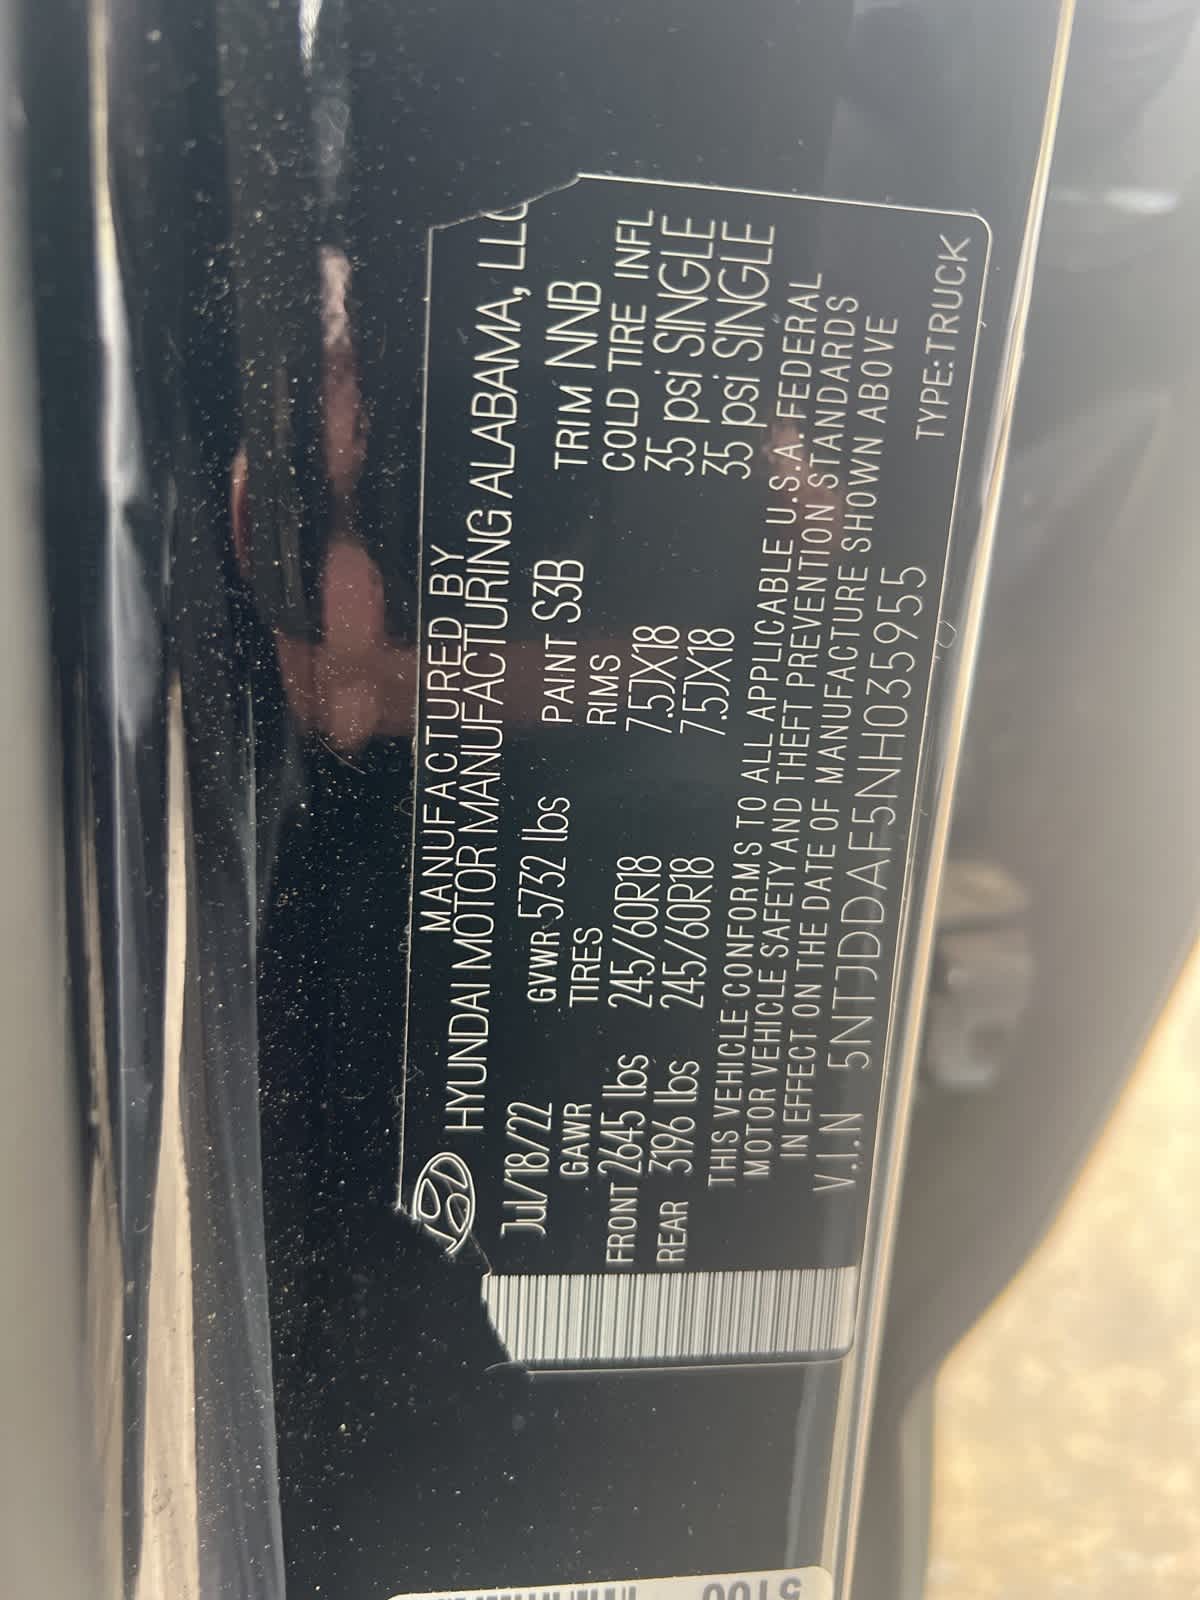 MANUFACTURED BY
HYUNDAI MOTOR MANUFACTURING ALABAMA, LLC
Jul/18/22 GVWR 5732 lbs PAINT S3B TRIM NNB
GAWR TIRES RIMS COLD TIRE INFL
FRONT 2645 lbs 245/60R18 7.5JX18 35 psi SINGLE
REAR 3196 lbs 245/60R18 7.5JX18 35 psi SINGLE
THIS VEHICLE CONFORMS TO ALL APPLICABLE U.S.A. FEDERAL
MOTOR VEHICLE SAFETY AND THEFT PREVENTION STANDARDS
IN EFFECT ON THE DATE OF MANUFACTURE SHOWN ABOVE
V.I.N 5NTJDDAF5NH035955 TYPE:TRUCK